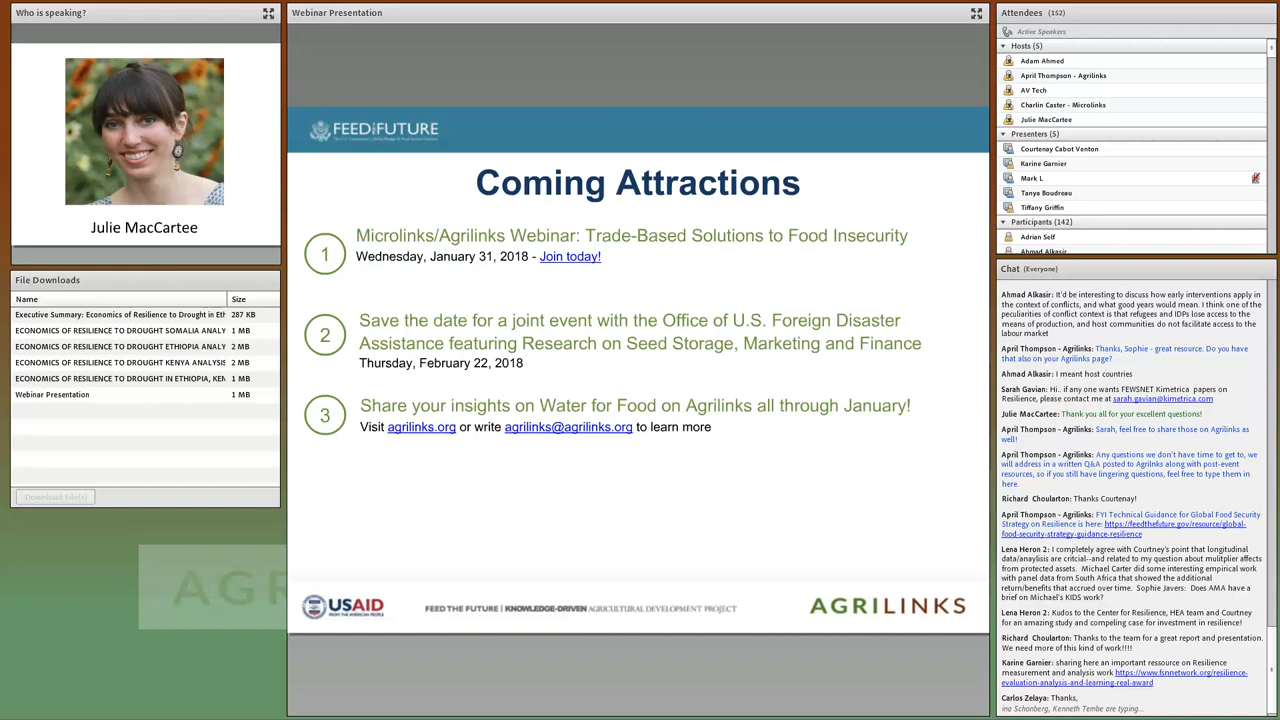 Who is speaking?
Julie MacCartee
File Downloads
Name
Size
Executive Summary: Economics of Resilience to Drought in Eth
287 KB
ECONOMICS OF RESILIENCE TO DROUGHT SOMALIA ANALY
1 MB
ECONOMICS OF RESILIENCE TO DROUGHT ETHIOPIA ANALY
2 MB
ECONOMICS OF RESILIENCE TO DROUGHT KENYA ANALYSIS
2 MB
ECONOMICS OF RESILIENCE TO DROUGHT IN ETHIOPIA, KEN
1 MB
Webinar Presentation
1 MB
Download File(s)
AGR
Webinar Presentation
FEED THE FUTURE
Coming Attractions
1
Microlinks/Agrilinks Webinar: Trade-Based Solutions to Food Insecurity
Wednesday, January 31, 2018 - Join today!
2
Save the date for a joint event with the Office of U.S. Foreign Disaster
Assistance featuring Research on Seed Storage, Marketing and Finance
Thursday, February 22, 2018
3
Share your insights on Water for Food on Agrilinks all through January!
Visit agrilinks.org or write agrilinks@agrilinks.org to learn more
USAID
FROM THE AMERICAN PEOPLE
FEED THE FUTURE | KNOWLEDGE-DRIVEN AGRICULTURAL DEVELOPMENT PROJECT
AGRILINKS
Attendees (152)
Active Speakers
Hosts (5)
Adam Ahmed
April Thompson - Agrilinks
AV Tech
Charlin Caster - Microlinks
Julie MacCartee
Presenters (5)
Courtenay Cabot Venton
Karine Garnier
Mark L
Tanya Boudreau
Tiffany Griffin
Participants (142)
Adrian Self
Ahmad Alkasir
Chat (Everyone)
Ahmad Alkasir: It'd be interesting to discuss how early interventions apply in
the context of conflicts, and what good years would mean. I think one of the
peculiarities of conflict context is that refugees and IDPs lose access to the
means of production, and host communities do not facilitate access to the
labour market
April Thompson - Agrilinks: Thanks, Sophie - great resource. Do you have
that also on your Agrilinks page?
Ahmad Alkasir: I meant host countries
Sarah Gavian: Hi.. if any one wants FEWSNET Kimetrica papers on
Resilience, please contact me at sarah.gavian@kimetrica.com
Julie MacCartee: Thank you all for your excellent questions!
April Thompson - Agrilinks: Sarah, feel free to share those on Agrilinks as
well!
April Thompson - Agrilinks: Any questions we don't have time to get to, we
will address in a written Q&A posted to Agrilnks along with post-event
resources, so if you still have lingering questions, feel free to type them in
here.
Richard Choularton: Thanks Courtenay!
April Thompson - Agrilinks: FYI Technical Guidance for Global Food Security
Strategy on Resilience is here: https://feedthefuture.gov/resource/global-
food-security-strategy-guidance-resilience
Lena Heron 2: I completely agree with Courtney's point that longitudinal
data/anaylisis are critcial--and related to my question about mulitplier affects
from protected assets. Michael Carter did some interesting empirical work
with panel data from South Africa that showed the additional
return/benefits that accrued over time. Sophie Javers: Does AMA have a
brief on Michael's KIDS work?
Lena Heron 2: Kudos to the Center for Resilience, HEA team and Courtney
for an amazing study and compeling case for investment in resilience!
Richard Choularton: Thanks to the team for a great report and presentation.
We need more of this kind of work!!!!
Karine Garnier: sharing here an important ressource on Resilience
measurement and analysis work https://www.fsnnetwork.org/resilience-
evaluation-analysis-and-learning-real-award
Carlos Zelaya: Thanks,
ina Schonberg, Kenneth Tembe are typing...